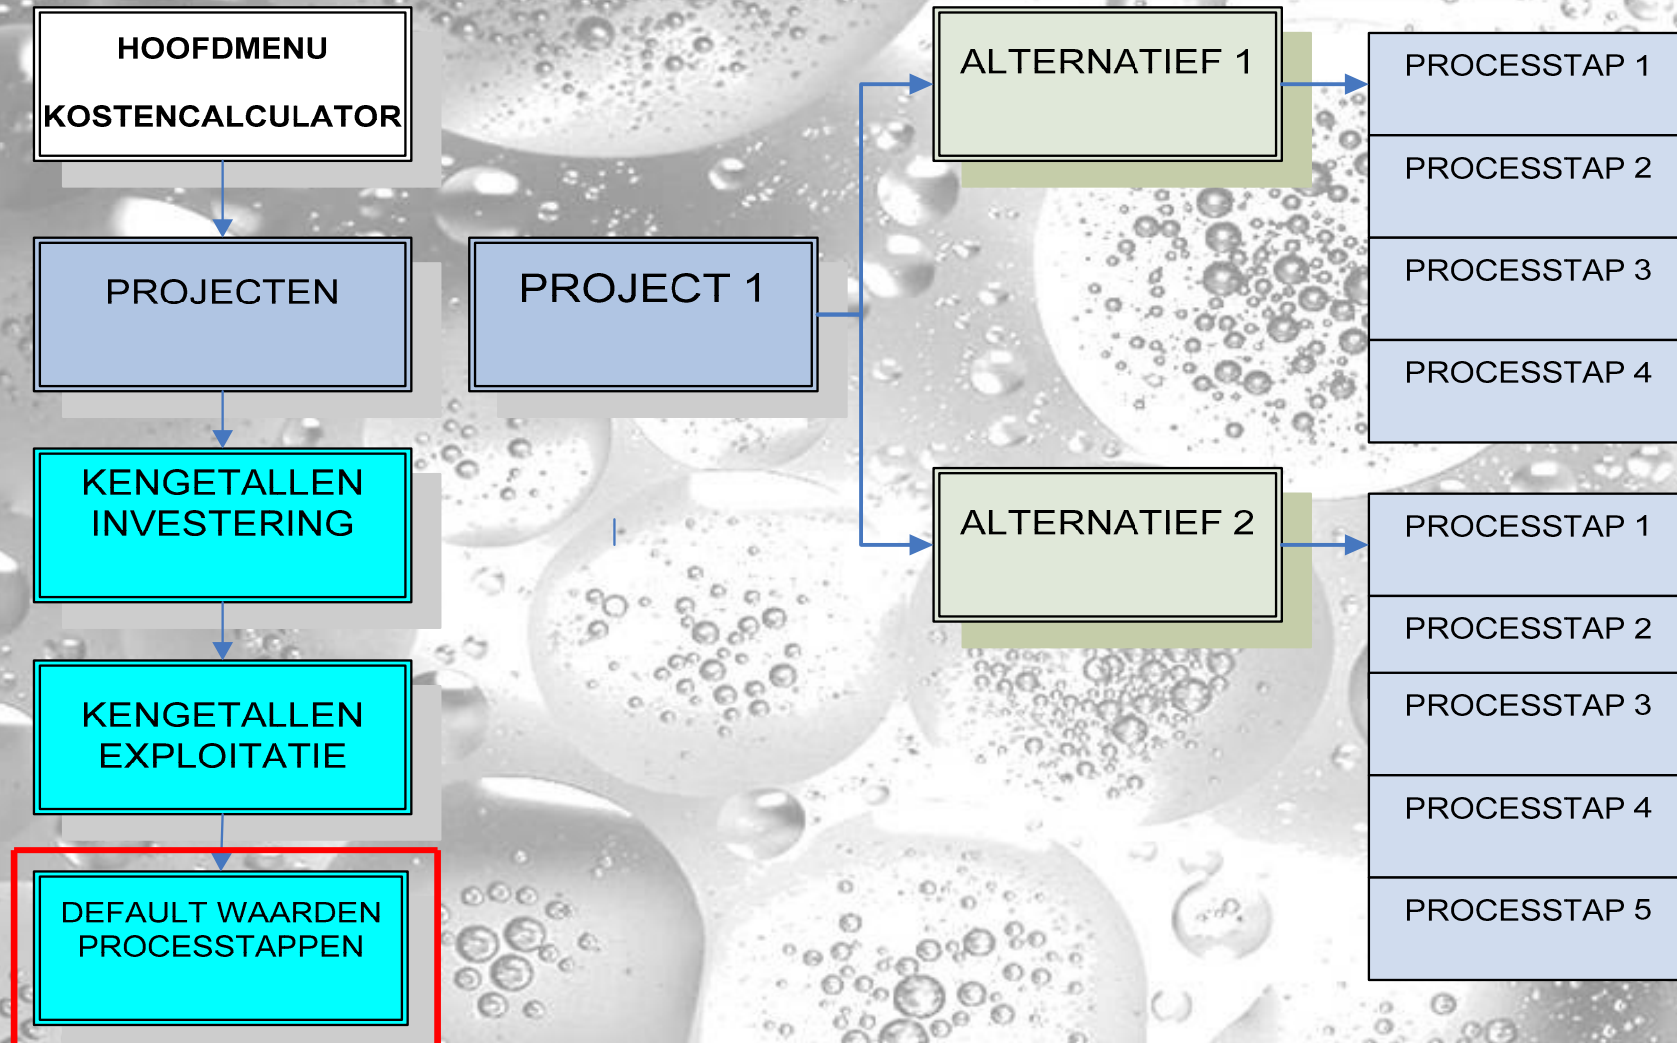 HOOFDMENU
KOSTENCALCULATOR
PROJECTEN
KENGETALLEN
INVESTERING
KENGETALLEN
EXPLOITATIE
DEFAULT WAARDEN
PROCESSTAPPEN
PROJECT 1
ALTERNATIEF 1
PROCESSTAP 1
PROCESSTAP 2
PROCESSTAP 3
PROCESSTAP 4
ALTERNATIEF 2
PROCESSTAP 1
PROCESSTAP 2
PROCESSTAP 3
PROCESSTAP 4
PROCESSTAP 5